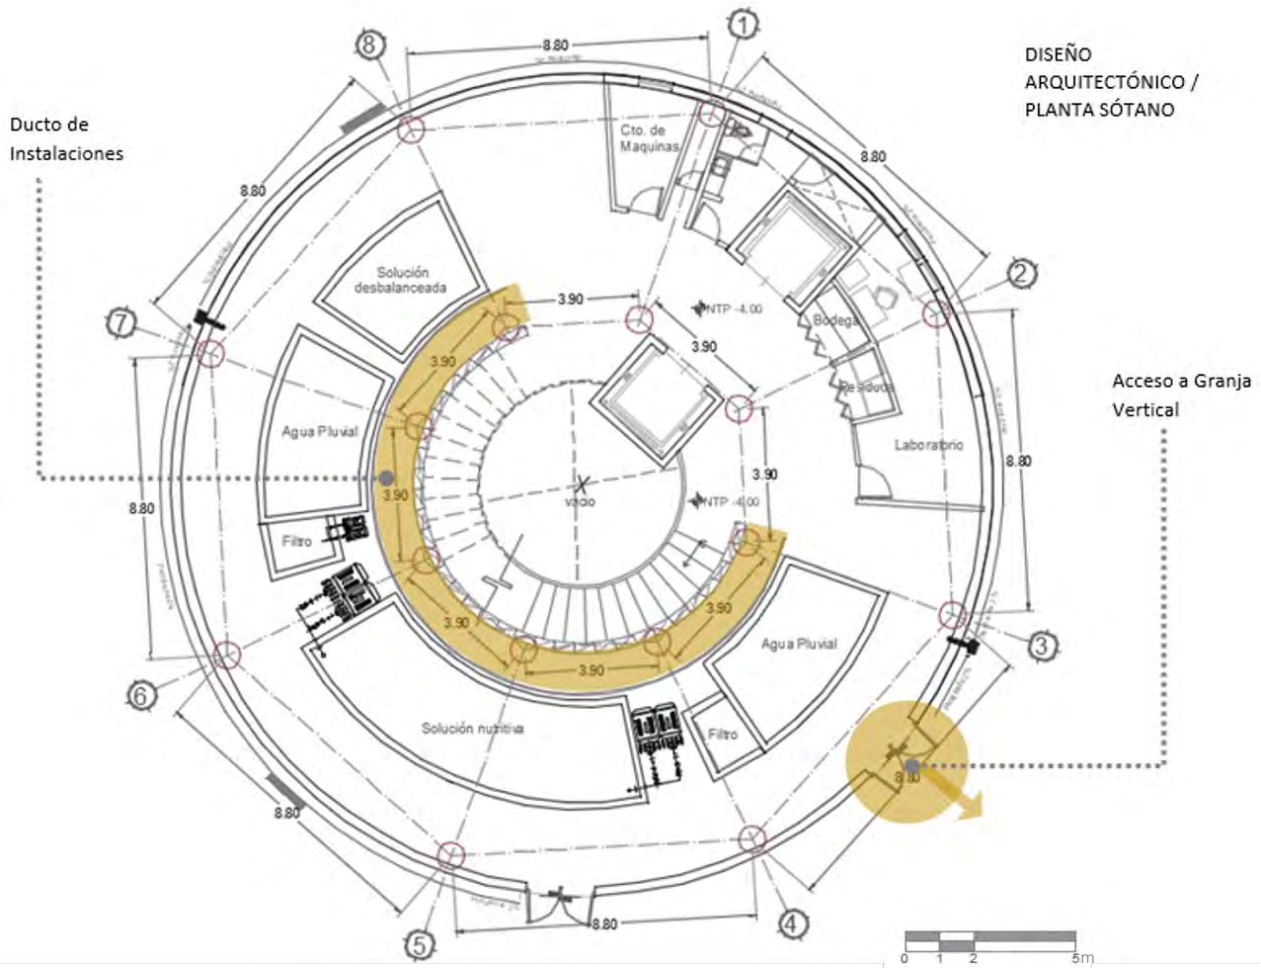 8
1
8.80
DISEÑO
ARQUITECTÓNICO /
PLANTA SÓTANO
Ducto de
Instalaciones
Cto. de
Maquinas
8.80
8.80
Solución
desbalanceada
2
7
3.90
NTP -4.00
Bodega
3.90
3.90
Acceso a Granja
Vertical
Agua Pluvial
Laboratorio
8.80
3.90
3.90
vacio
NTP -4.00
8.80
Filtro
3.90
3.90
Agua Pluvial
3
3.90
6
Solución nutritiva
Filtro
8.80
8.80
8.80
4
5
0 1 2 5m